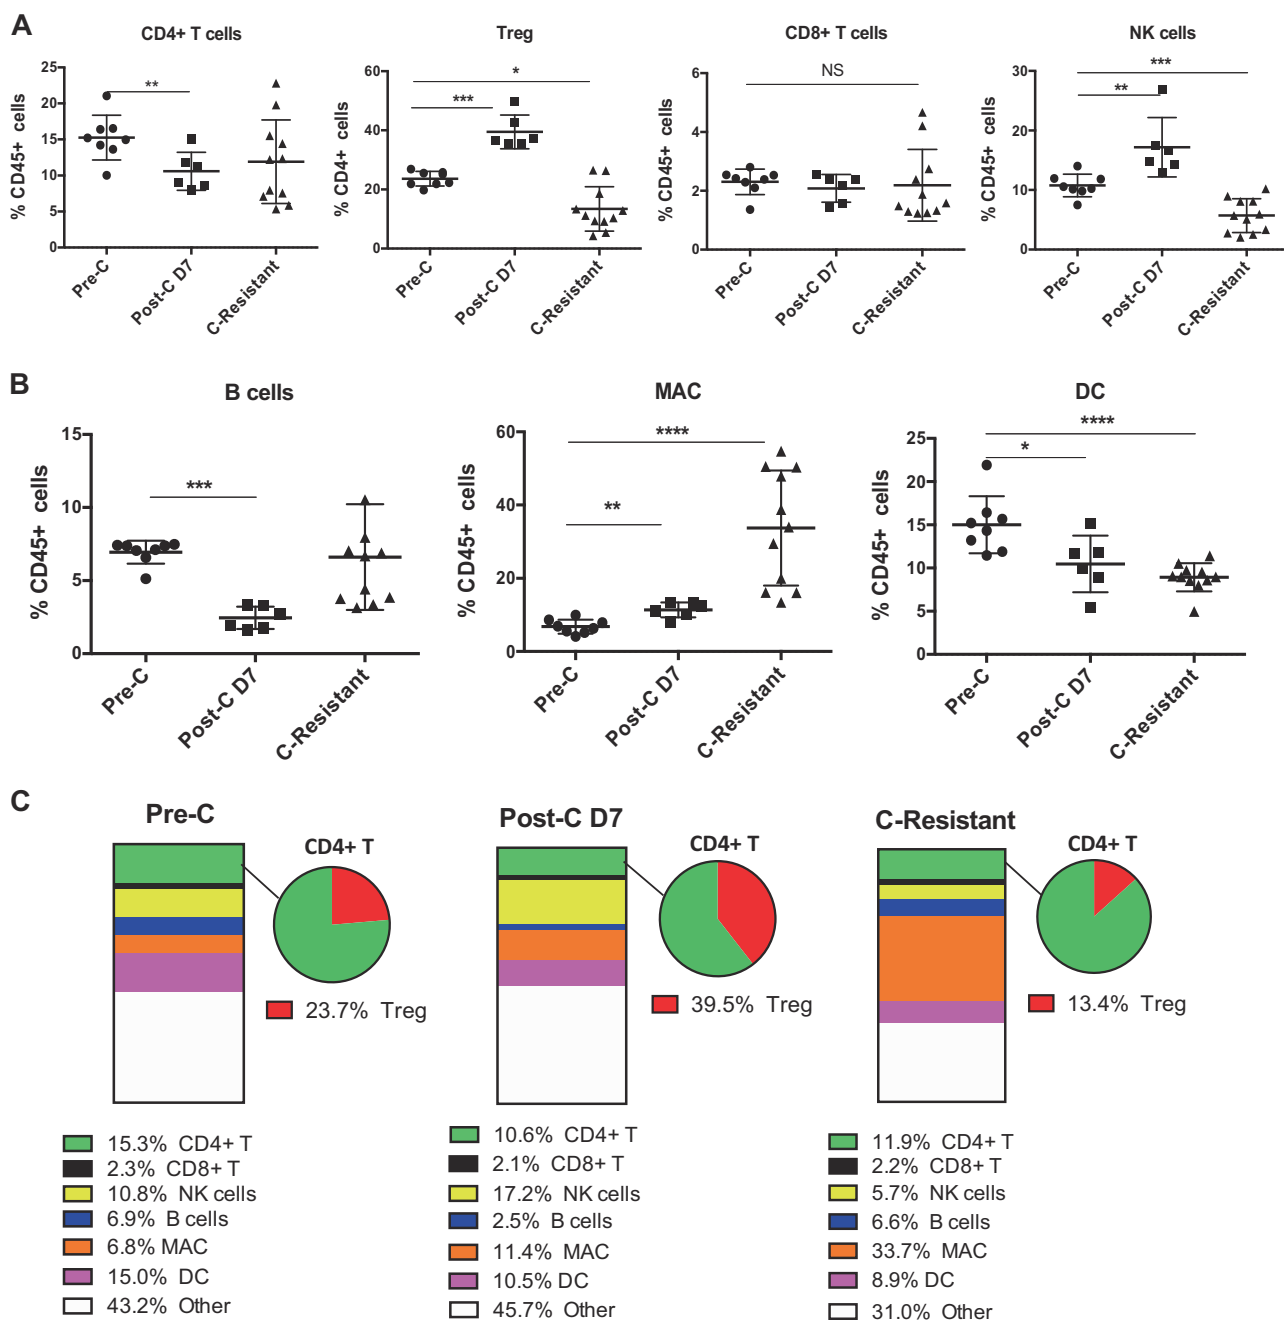 A
CD4+ T cells
Treg
CD8+ T cells
NK cells
% CD45+ cells
25
20
15
10
5
0
**
Pre-C
Post-C D7
C-Resistant
% CD4+ cells
60
40
20
0
*
***
Pre-C
Post-C D7
C-Resistant
% CD45+ cells
6
4
2
0
NS
Pre-C
Post-C D7
C-Resistant
% CD45+ cells
30
20
10
0
***
**
Pre-C
Post-C D7
C-Resistant
B
B cells
MAC
DC
% CD45+ cells
15
10
5
0
***
Pre-C
Post-C D7
C-Resistant
% CD45+ cells
60
40
20
0
****
**
Pre-C
Post-C D7
C-Resistant
% CD45+ cells
25
20
15
10
5
0
****
*
Pre-C
Post-C D7
C-Resistant
C
Pre-C
CD4+ T
23.7% Treg
15.3% CD4+ T
2.3% CD8+ T
10.8% NK cells
6.9% B cells
6.8% MAC
15.0% DC
43.2% Other
Post-C D7
CD4+ T
39.5% Treg
10.6% CD4+ T
2.1% CD8+ T
17.2% NK cells
2.5% B cells
11.4% MAC
10.5% DC
45.7% Other
C-Resistant
CD4+ T
13.4% Treg
11.9% CD4+ T
2.2% CD8+ T
5.7% NK cells
6.6% B cells
33.7% MAC
8.9% DC
31.0% Other